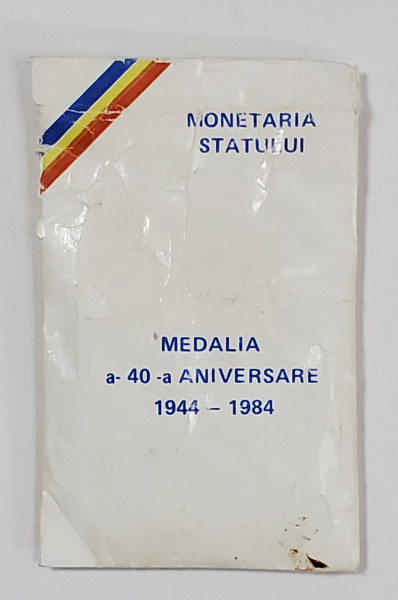 MONETARIA
STATULUI
MEDALIA
a- 40 -a ANIVERSARE
1944 - 1984